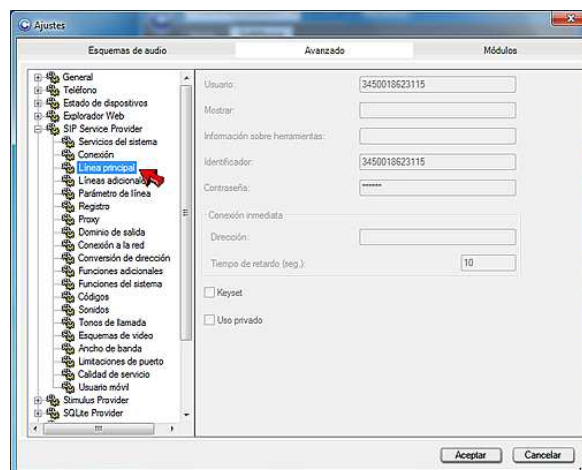 Ajustes
Esquemas de audio
Avanzado
Módulos
General
Teléfono
Estado de dispositivos
Explorador Web
SIP Service Provider
Servicios del sistema
Conexión
Línea principal
Líneas adicionales
Parámetro de línea
Registro
Proxy
Dominio de salida
Conexión a la red
Conversión de dirección
Funciones adicionales
Funciones del sistema
Códigos
Sonidos
Tonos de llamada
Esquemas de video
Ancho de banda
Limitaciones de puerto
Calidad de servicio
Usuario móvil
Stimulus Provider
SQLite Provider
Usuario: 3450018623115
Mostrar:
Información sobre herramientas:
Identificador: 3450018623115
Contraseña: ••••••
Conexión inmediata
Dirección:
Tiempo de retardo (seg.): 10
Keyset
Uso privado
Aceptar
Cancelar